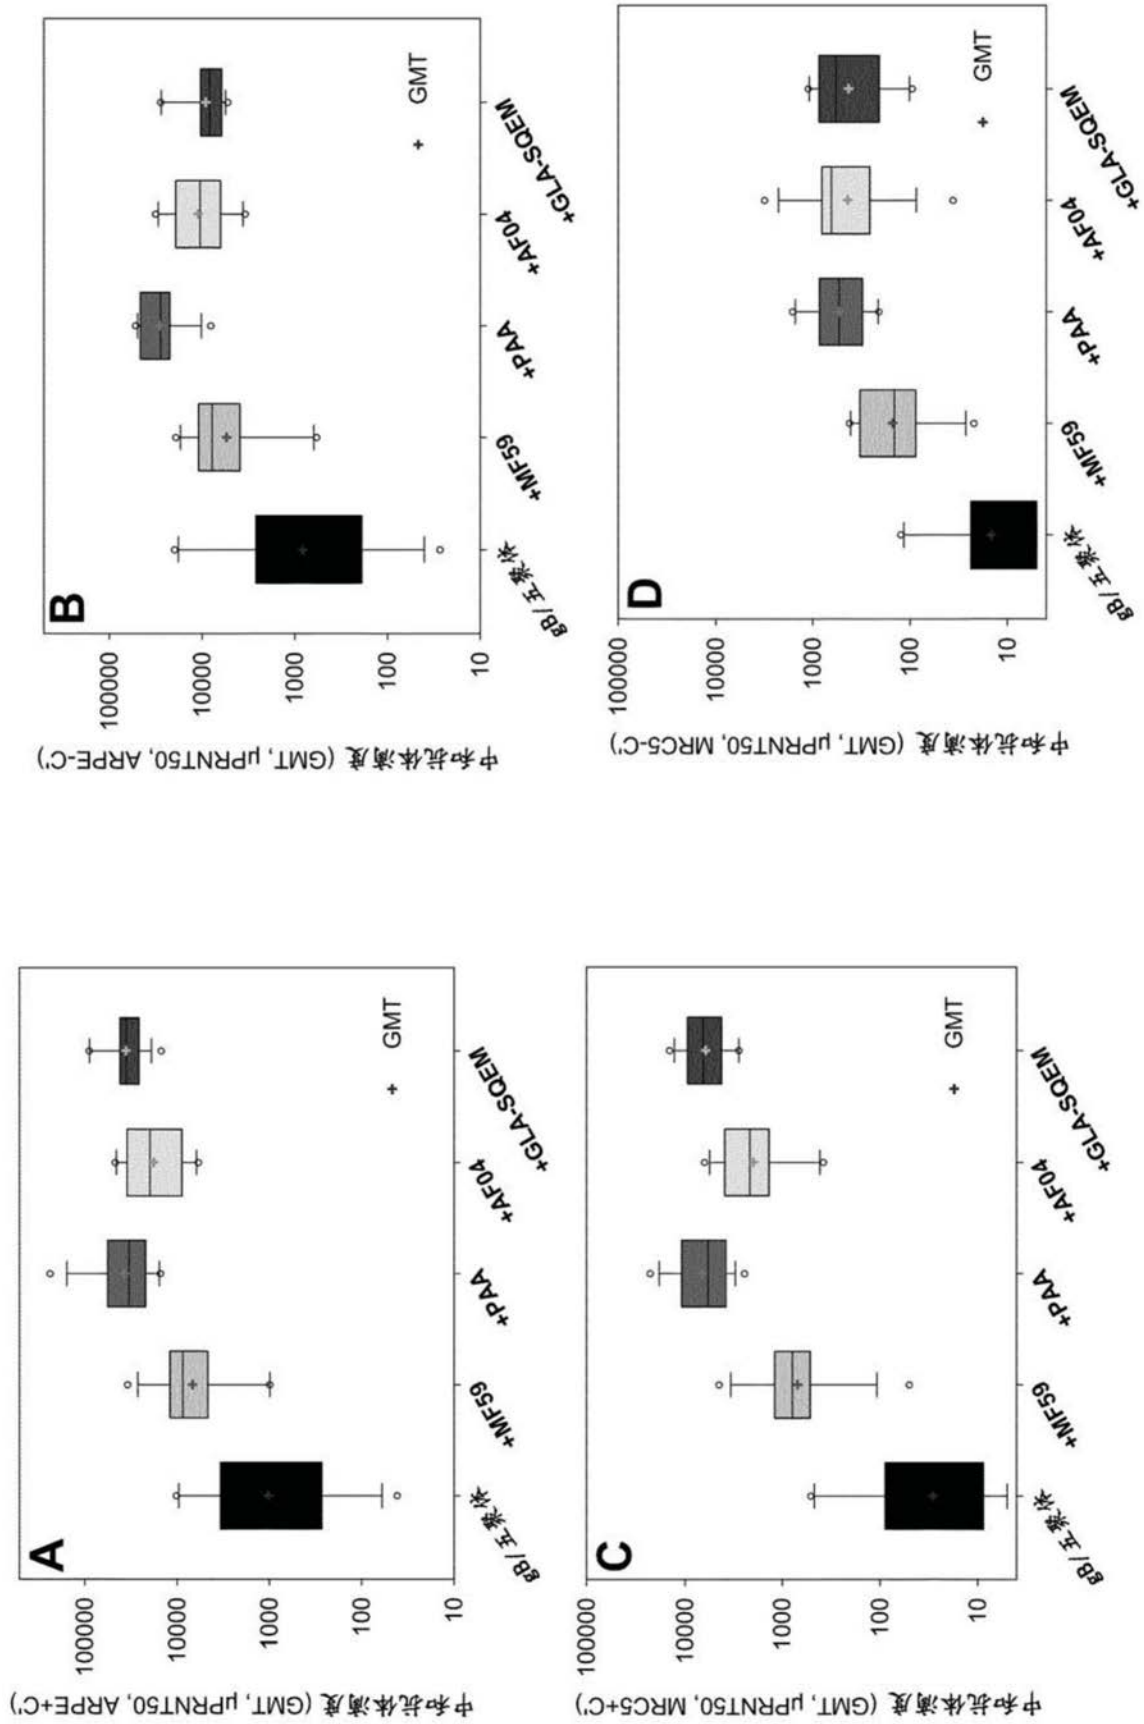 A
中和抗体滴度 (GMT, µPRNT50, ARPE+C')
100000
10000
1000
100
10
gB/五聚体
+MF59
+PAA
+AF04
+GLA-SQEM
+ GMT
B
中和抗体滴度 (GMT, µPRNT50, ARPE-C')
100000
10000
1000
100
10
gB/五聚体
+MF59
+PAA
+AF04
+GLA-SQEM
+ GMT
C
中和抗体滴度 (GMT, µPRNT50, MRC5+C')
100000
10000
1000
100
10
gB/五聚体
+MF59
+PAA
+AF04
+GLA-SQEM
+ GMT
D
中和抗体滴度 (GMT, µPRNT50, MRC5-C')
100000
10000
1000
100
10
gB/五聚体
+MF59
+PAA
+AF04
+GLA-SQEM
+ GMT